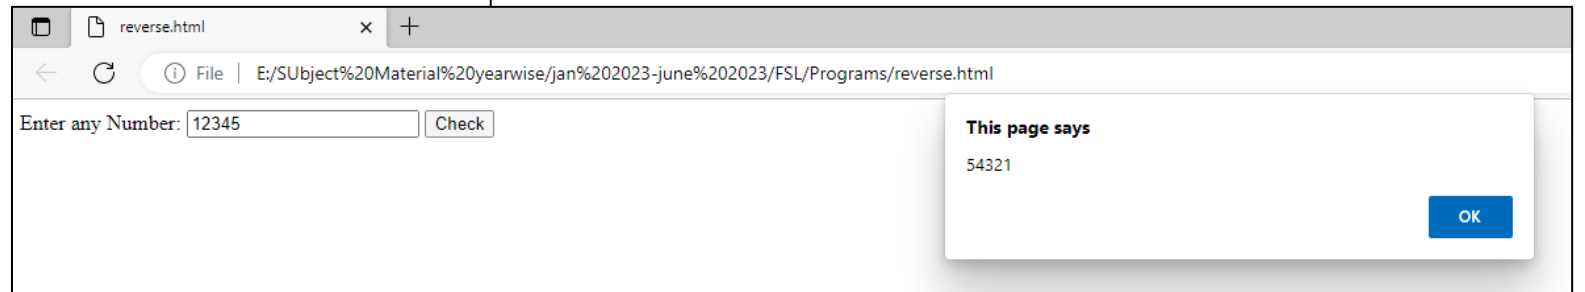 reverse.html
File | E:/SUbject%20Material%20yearwise/jan%202023-june%202023/FSL/Programs/reverse.html
Enter any Number: 12345 Check
This page says
54321
OK